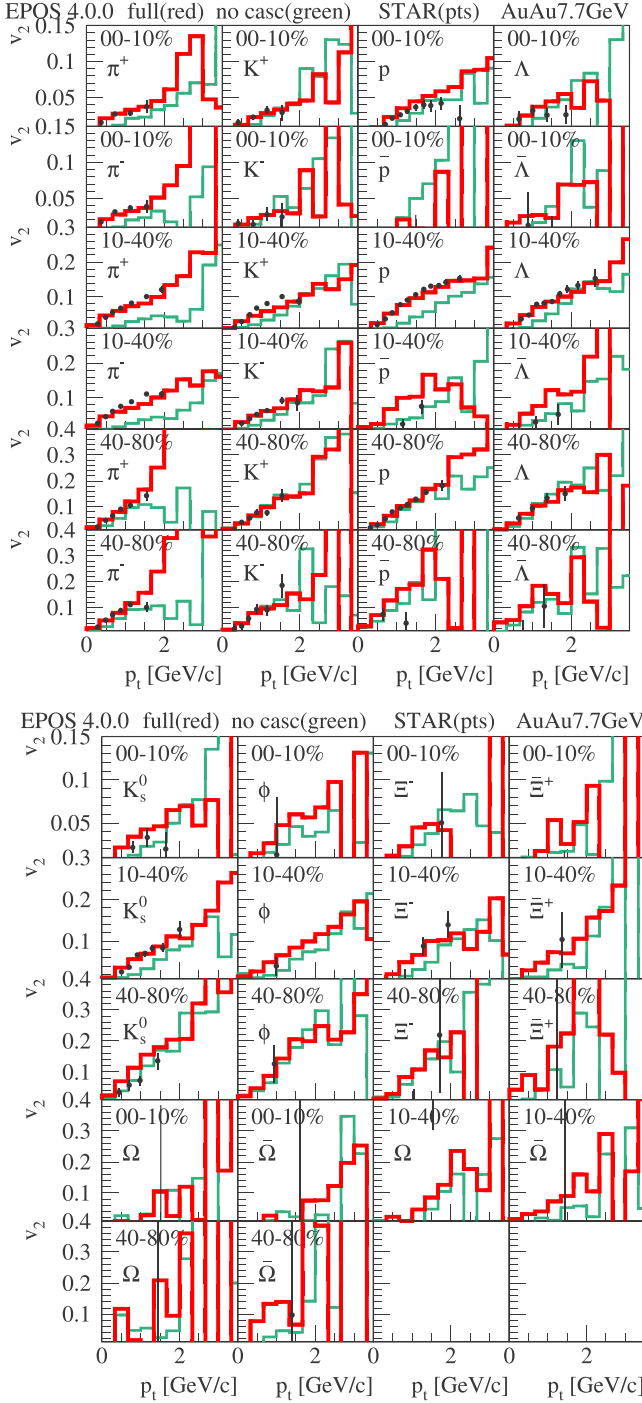 EPOS 4.0.0 full(red) no casc(green) STAR(pts) AuAu7.7GeV
v₂ 0.15 00-10% 00-10% 00-10% 00-10%
0.1 π⁺ K⁺ p Λ
0.05
0.15 00-10% 00-10% 00-10% 00-10%
v₂ 0.1 π⁻ K⁻ p̄ Λ̄
0.05
0.3 10-40% 10-40% 10-40% 10-40%
v₂ 0.2 π⁺ K⁺ p Λ
0.1
0.3 10-40% 10-40% 10-40% 10-40%
v₂ 0.2 π⁻ K⁻ p̄ Λ̄
0.1
0.4 40-80% 40-80% 40-80% 40-80%
v₂ 0.3 π⁺ K⁺ p Λ
0.2
0.1
0.4 40-80% 40-80% 40-80% 40-80%
v₂ 0.3 π⁻ K⁻ p̄ Λ̄
0.2
0.1
0 2 0 2 0 2 0 2
pₜ [GeV/c] pₜ [GeV/c] pₜ [GeV/c] pₜ [GeV/c]
EPOS 4.0.0 full(red) no casc(green) STAR(pts) AuAu7.7GeV
v₂ 0.15 00-10% 00-10% 00-10% 00-10%
0.1 K⁰ₛ ϕ Ξ⁻ Ξ̄⁺
0.05
0.3 10-40% 10-40% 10-40% 10-40%
v₂ 0.2 K⁰ₛ ϕ Ξ⁻ Ξ̄⁺
0.1
0.4 40-80% 40-80% 40-80% 40-80%
v₂ 0.3 K⁰ₛ ϕ Ξ⁻ Ξ̄⁺
0.2
0.1
0.4 00-10% 00-10% 10-40% 10-40%
v₂ 0.3 Ω Ω̄ Ω Ω̄
0.2
0.1
0.4 40-80% 40-80%
v₂ 0.3 Ω Ω̄
0.2
0.1
0 2 0 2 0 2 0 2
pₜ [GeV/c] pₜ [GeV/c] pₜ [GeV/c] pₜ [GeV/c]